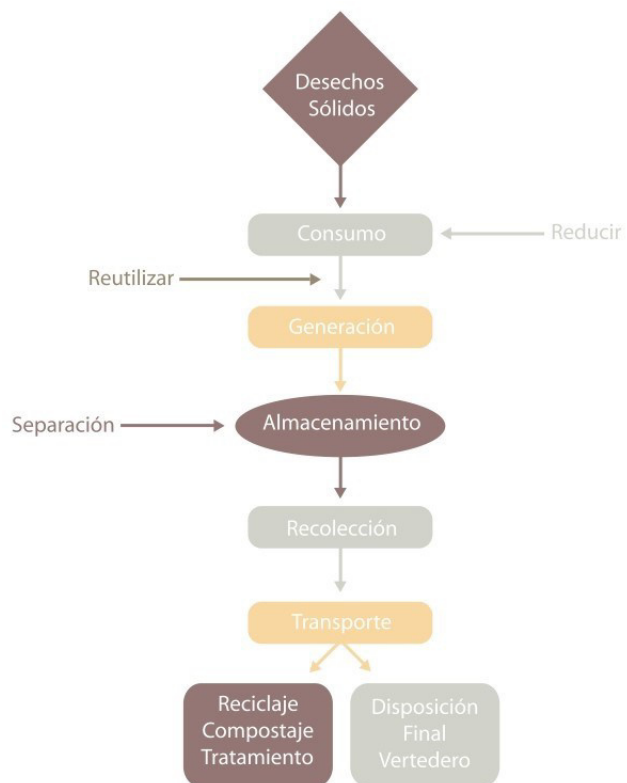 Desechos
Sólidos
Consumo
Reducir
Reutilizar
Generación
Separación
Almacenamiento
Recolección
Transporte
Reciclaje
Compostaje
Tratamiento
Disposición
Final
Vertedero